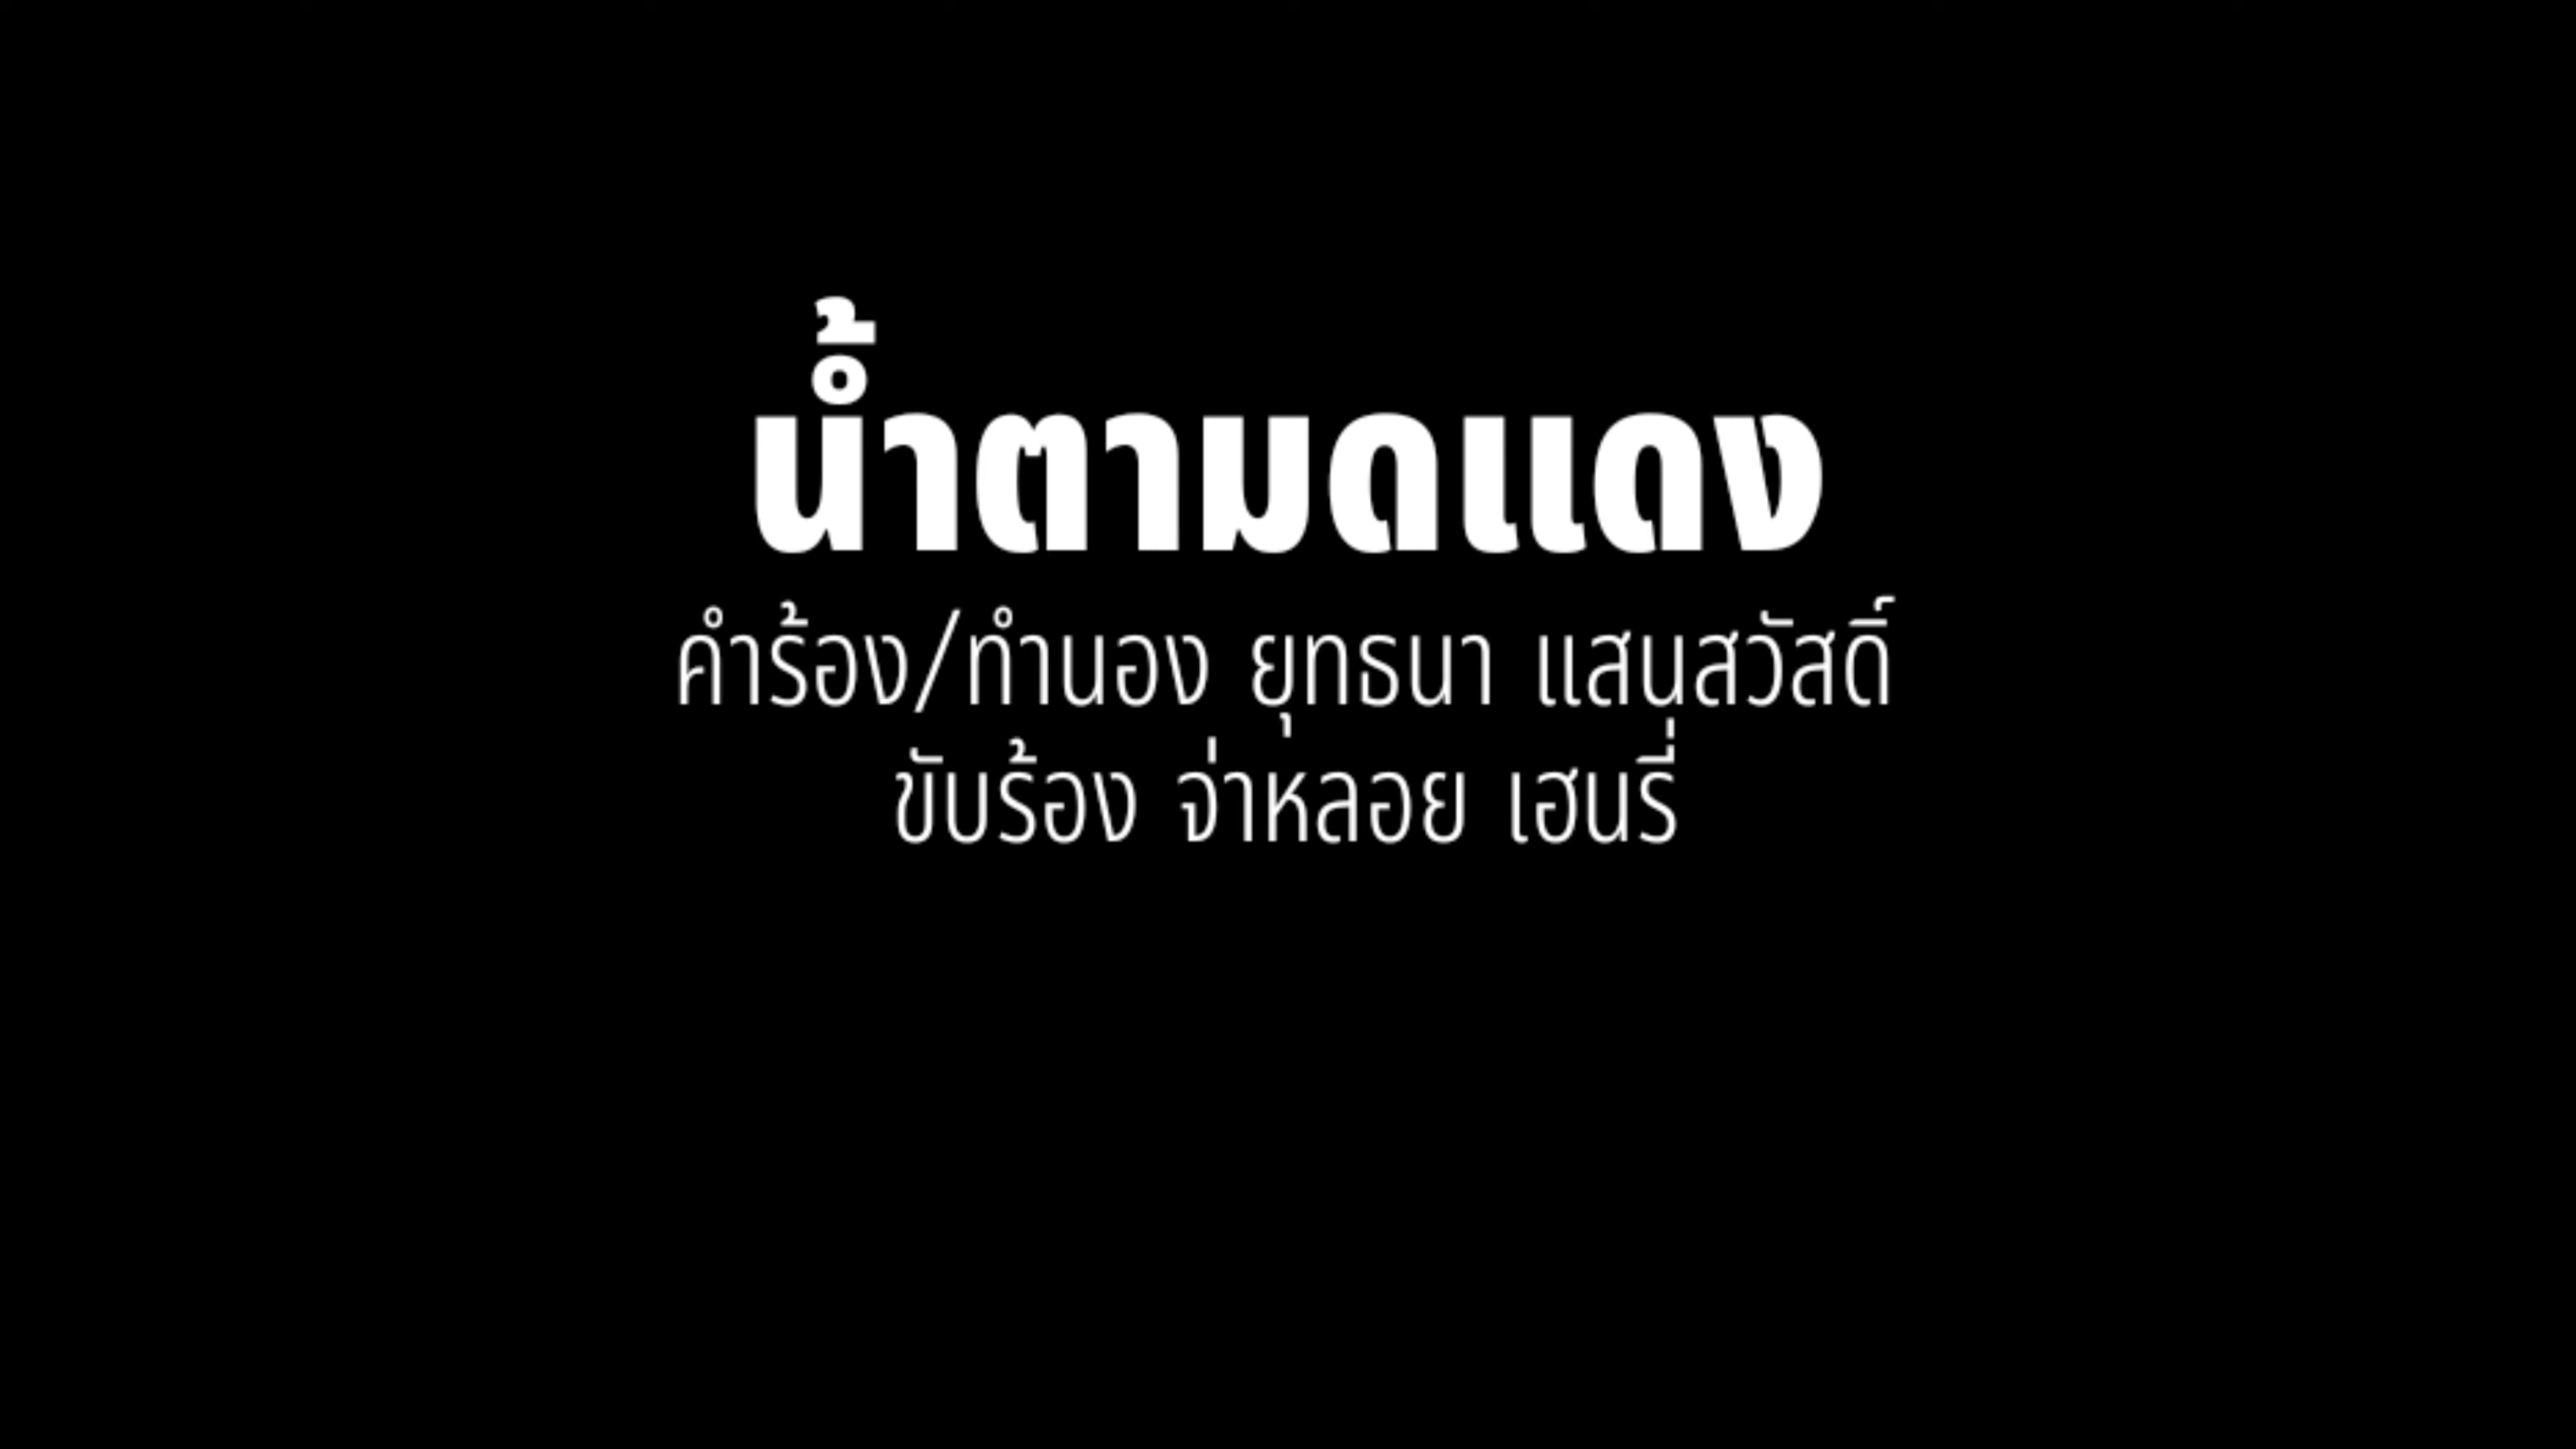 น้ำตามดแดง
คำร้อง/ทำนอง ยุทธนา แสนสวัสดิ์
ขับร้อง จ่าหลอย เฮนรี่